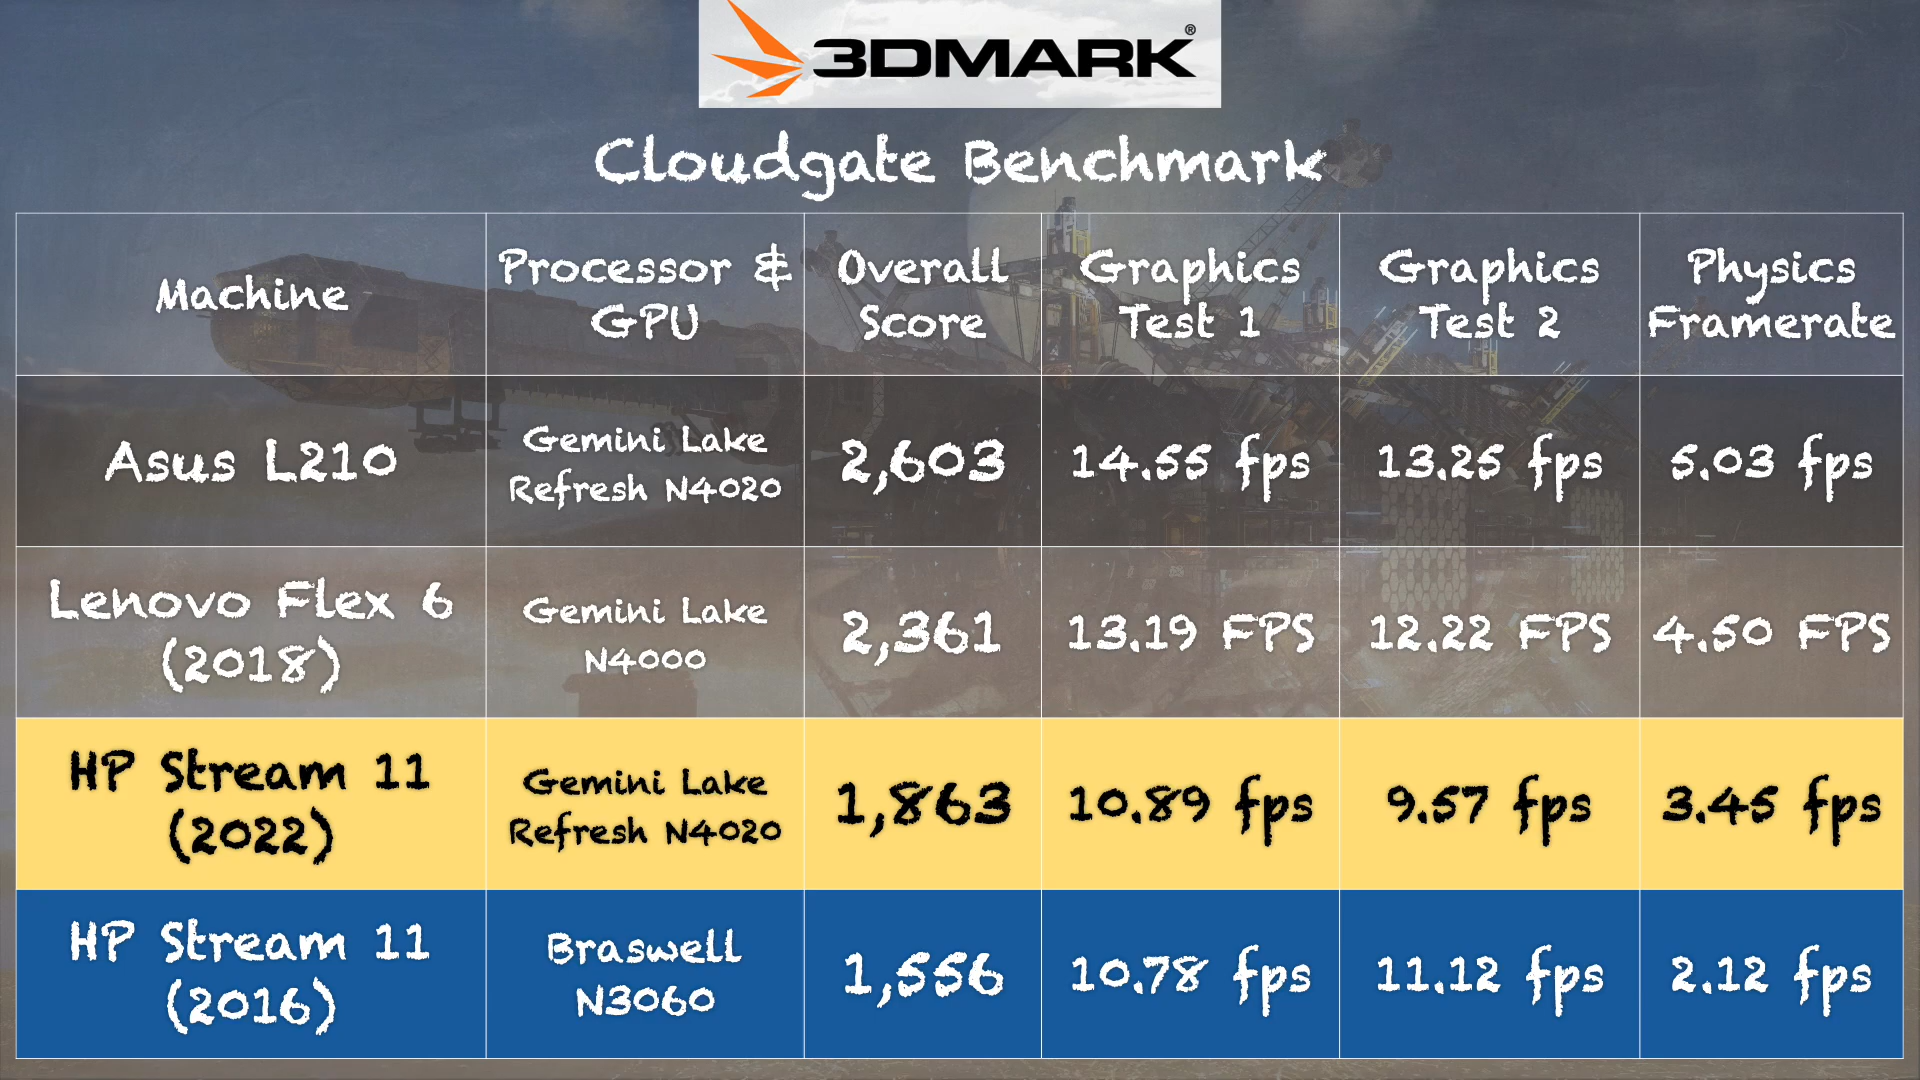 3DMARK®
Cloudgate Benchmark
Machine
Processor &
GPU
Overall
Score
Graphics
Test 1
Graphics
Test 2
Physics
Framerate
Asus L210
Gemini Lake
Refresh N4020
2,603
14.55 fps
13.25 fps
5.03 fps
Lenovo Flex 6
(2018)
Gemini Lake
N4000
2,361
13.19 FPS
12.22 FPS
4.50 FPS
HP Stream 11
(2022)
Gemini Lake
Refresh N4020
1,863
10.89 fps
9.57 fps
3.45 fps
HP Stream 11
(2016)
Braswell
N3060
1,556
10.78 fps
11.12 fps
2.12 fps